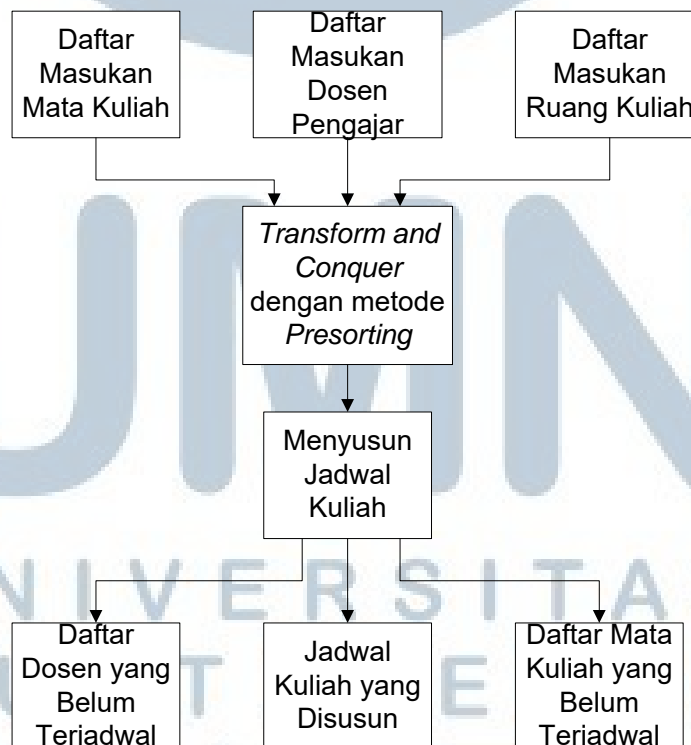 Daftar
Masukan
Mata Kuliah
Daftar
Masukan
Dosen
Pengajar
Daftar
Masukan
Ruang Kuliah
Transform and
Conquer
dengan metode
Presorting
Menyusun
Jadwal
Kuliah
Daftar
Dosen yang
Belum
Terjadwal
Jadwal
Kuliah yang
Disusun
Daftar Mata
Kuliah yang
Belum
Terjadwal
UMN
NIVERSITA